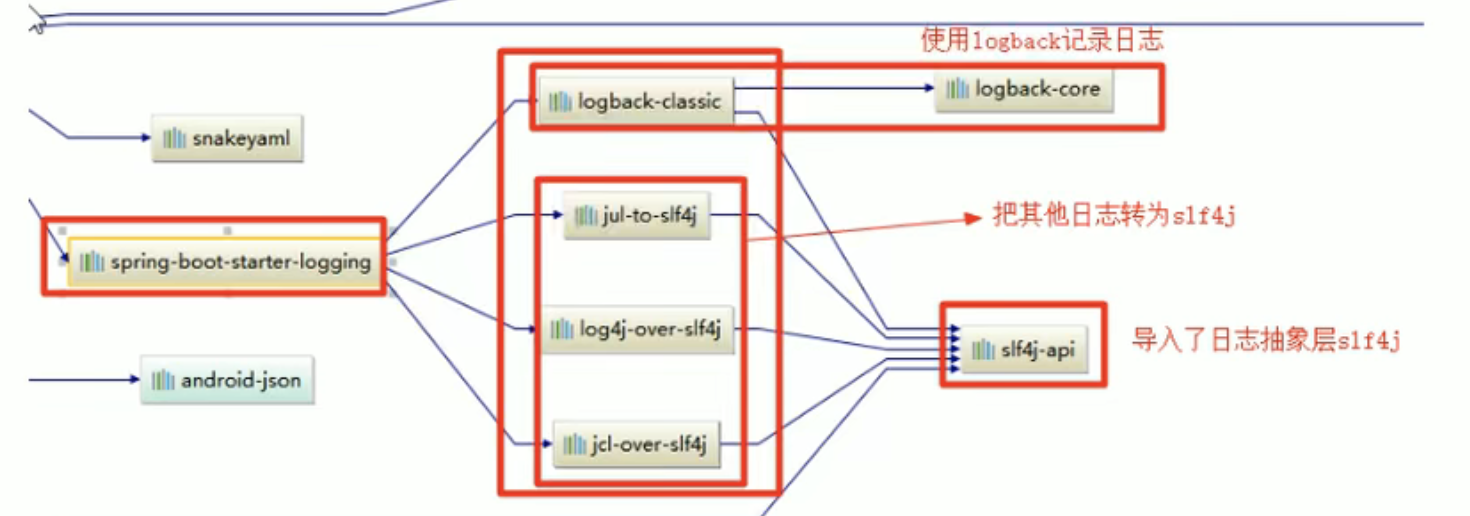 使用logback记录日志
logback-classic
logback-core
snakeyaml
jul-to-slf4j
把其他日志转为slf4j
spring-boot-starter-logging
log4j-over-slf4j
slf4j-api
导入了日志抽象层slf4j
android-json
jcl-over-slf4j